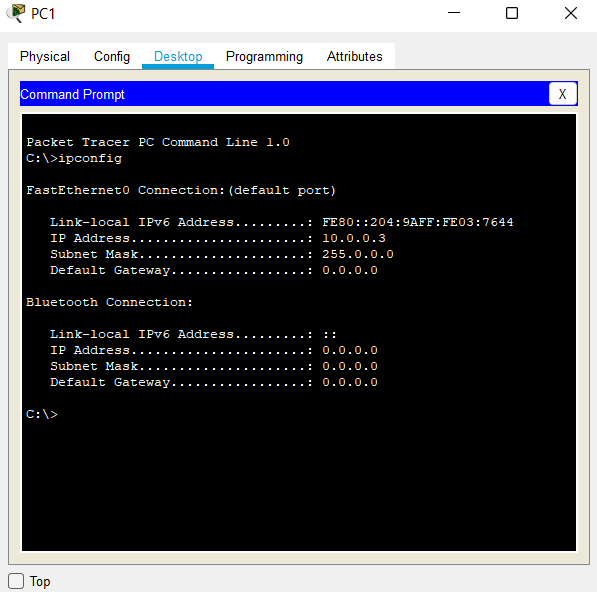 PC1
Physical Config Desktop Programming Attributes
Command Prompt X
Packet Tracer PC Command Line 1.0
C:\>ipconfig
FastEthernet0 Connection:(default port)
Link-local IPv6 Address.........: FE80::204:9AFF:FE03:7644
IP Address......................: 10.0.0.3
Subnet Mask.....................: 255.0.0.0
Default Gateway.................: 0.0.0.0
Bluetooth Connection:
Link-local IPv6 Address.........: ::
IP Address......................: 0.0.0.0
Subnet Mask.....................: 0.0.0.0
Default Gateway.................: 0.0.0.0
C:\>
Top